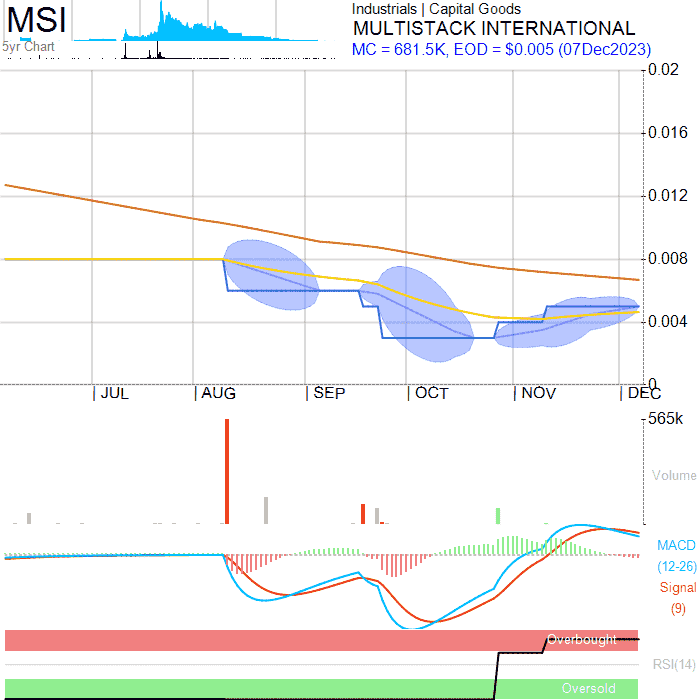 MSI
5yr Chart
Industrials | Capital Goods
MULTISTACK INTERNATIONAL
MC = 681.5K, EOD = $0.005 (07Dec2023)
0.02
0.016
0.012
0.008
0.004
0
JUL AUG SEP OCT NOV DEC
565k
Volume
MACD
(12-26)
Signal
(9)
Overbought
RSI(14)
Oversold